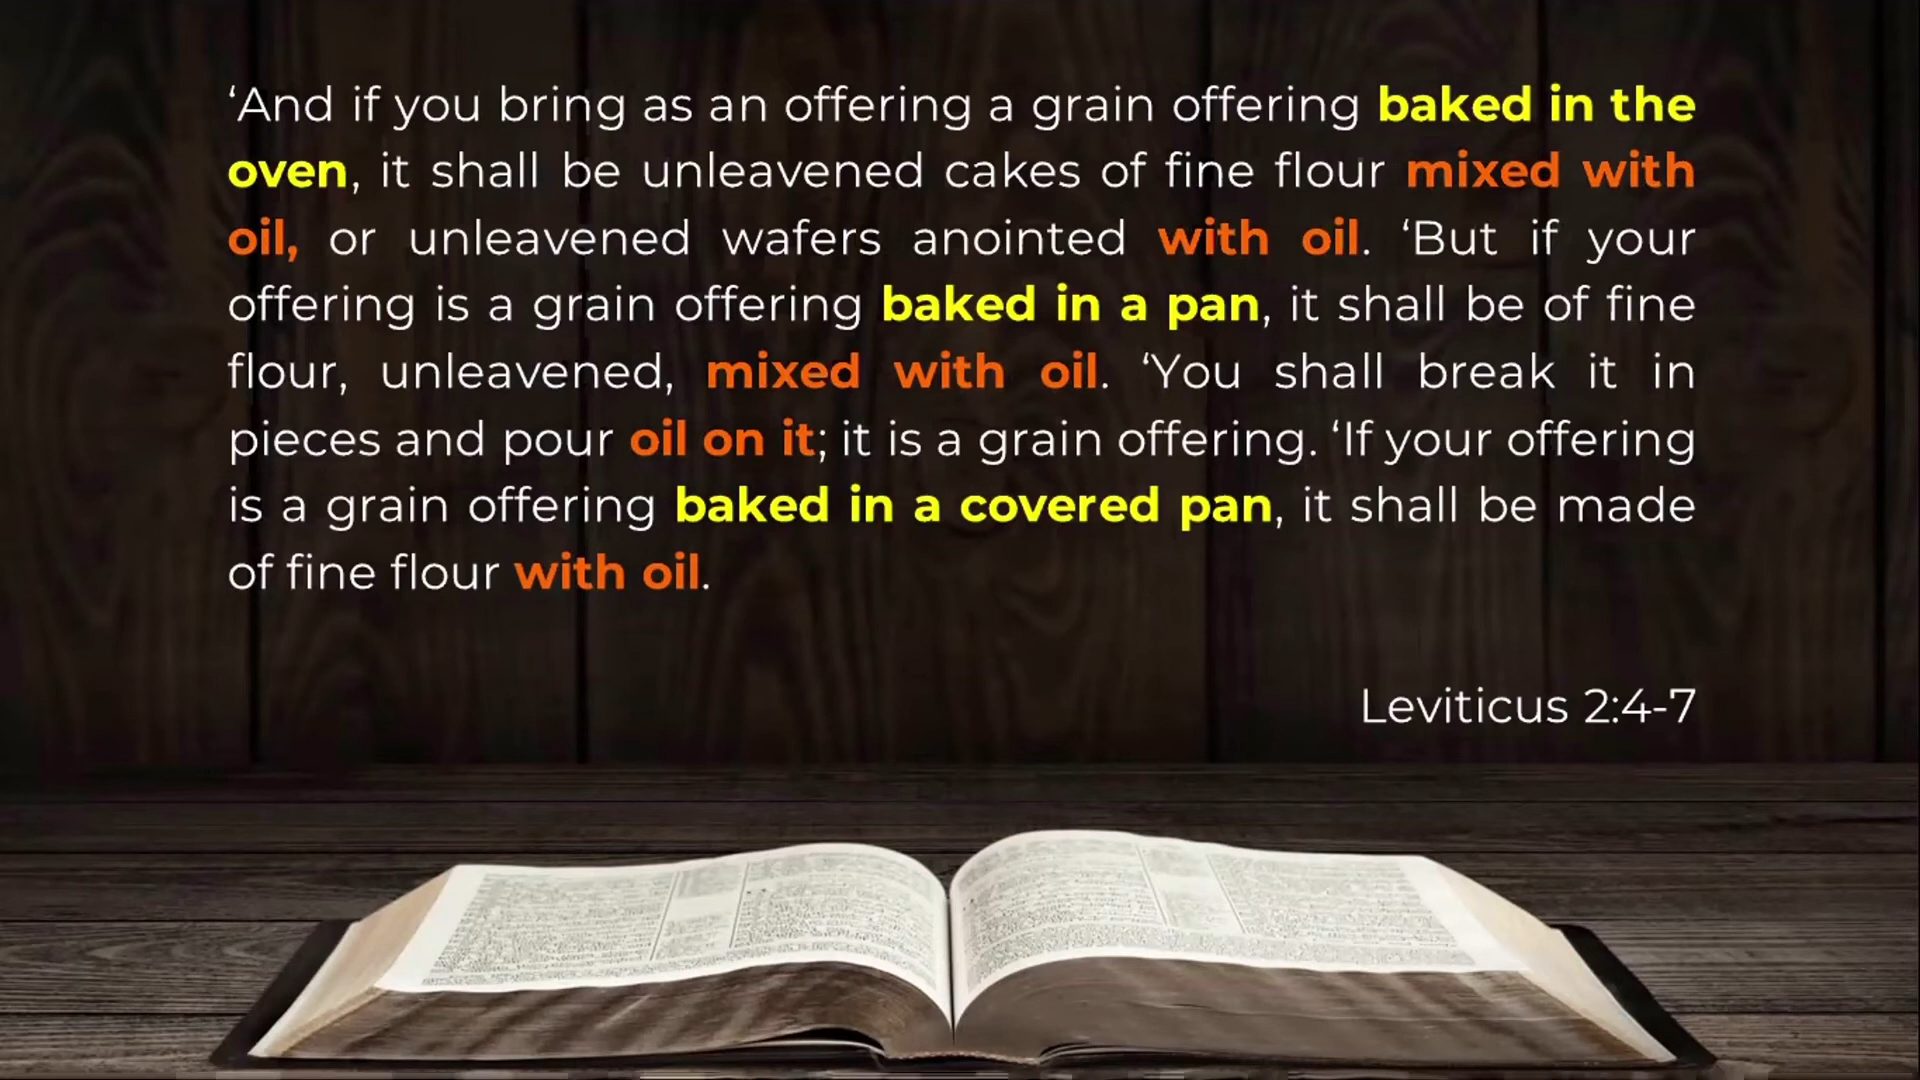 ‘And if you bring as an offering a grain offering baked in the
oven, it shall be unleavened cakes of fine flour mixed with
oil, or unleavened wafers anointed with oil. ‘But if your
offering is a grain offering baked in a pan, it shall be of fine
flour, unleavened, mixed with oil. ‘You shall break it in
pieces and pour oil on it; it is a grain offering. ‘If your offering
is a grain offering baked in a covered pan, it shall be made
of fine flour with oil.
Leviticus 2:4-7